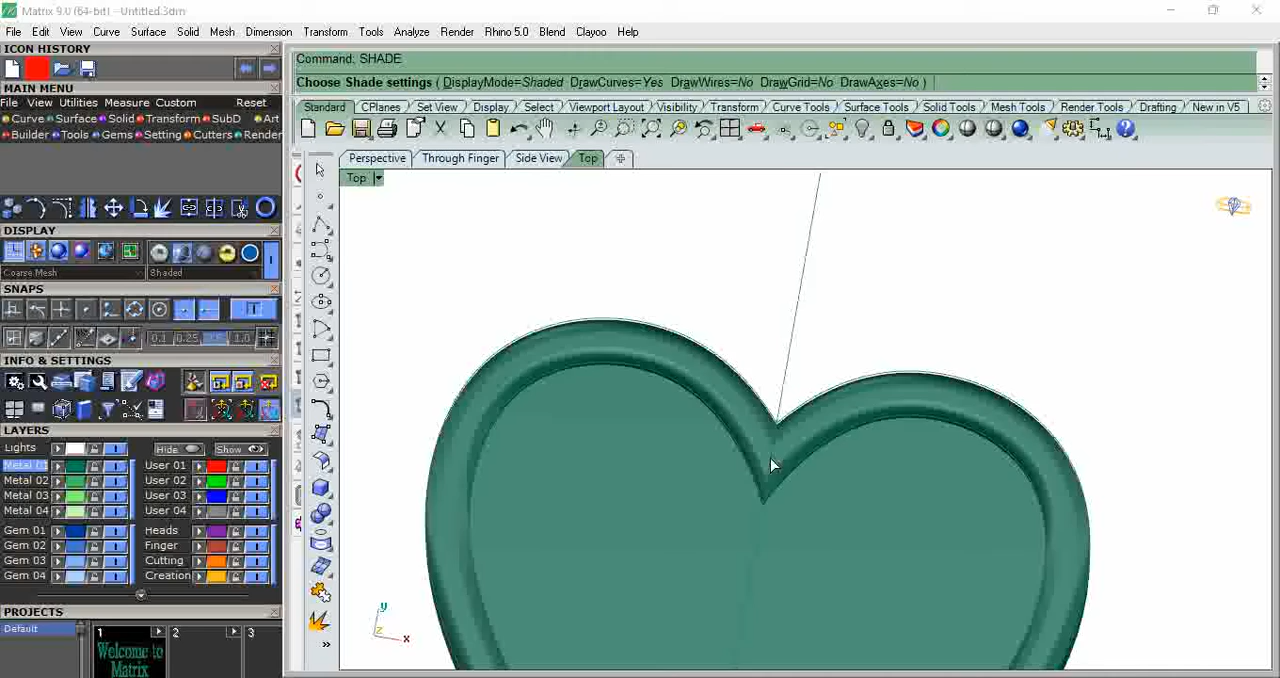 Matrix 9.0 (64-bit) - Untitled.3dm
File Edit View Curve Surface Solid Mesh Dimension Transform Tools Analyze Render Rhino 5.0 Blend Clayoo Help
ICON HISTORY
MAIN MENU
File View Utilities Measure Custom Reset
Curve Surface Solid Transform SubD Art
Builder Tools Gems Setting Cutters Render
DISPLAY
Coarse Mesh Shaded
SNAPS
0.1 0.25 1.0
INFO & SETTINGS
LAYERS
Lights Hide Show
Metal 01 User 01
Metal 02 User 02
Metal 03 User 03
Metal 04 User 04
Gem 01 Heads
Gem 02 Finger
Gem 03 Cutting
Gem 04 Creation
PROJECTS
Default
1 2 3
Welcome to
Matrix
Command: SHADE
Choose Shade settings ( DisplayMode=Shaded DrawCurves=Yes DrawWires=No DrawGrid=No DrawAxes=No )
Standard CPlanes Set View Display Select Viewport Layout Visibility Transform Curve Tools Surface Tools Solid Tools Mesh Tools Render Tools Drafting New in V5
Perspective Through Finger Side View Top
Top
y
z
x